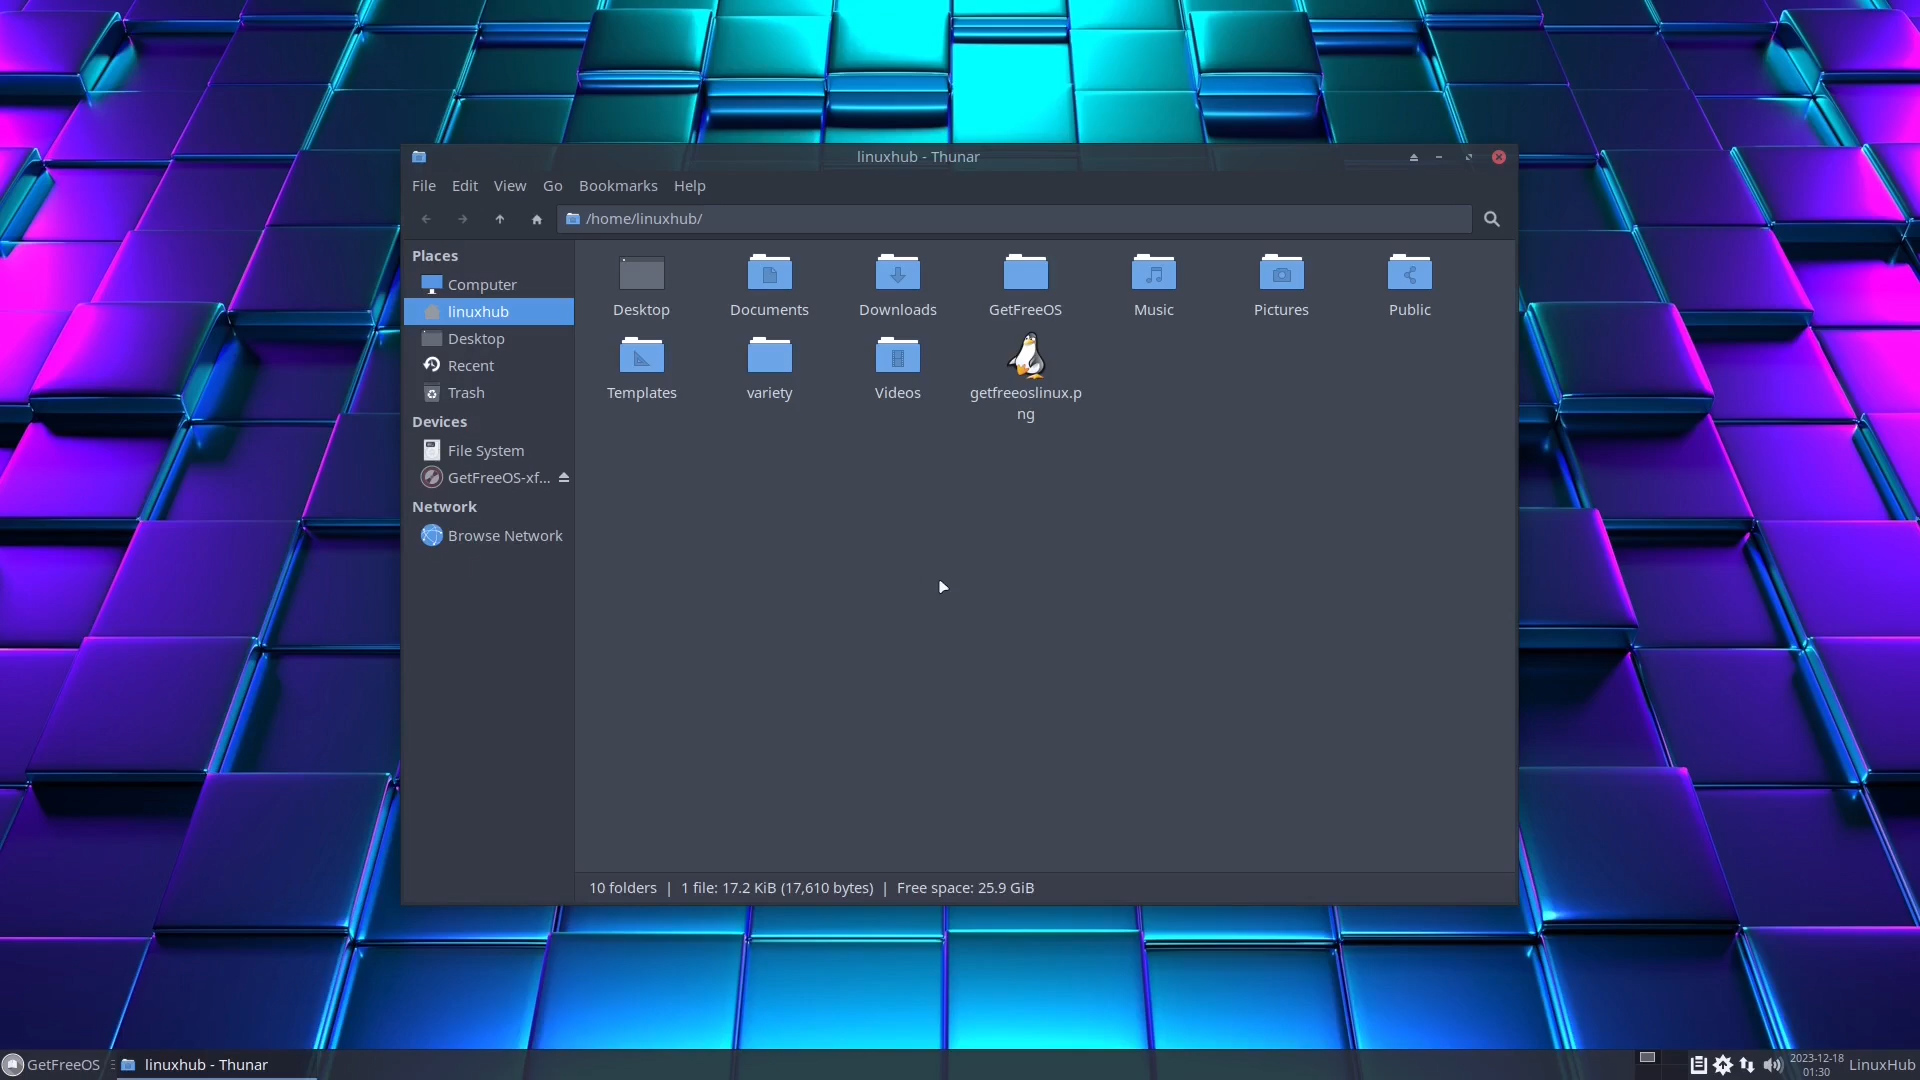 linuxhub - Thunar
File Edit View Go Bookmarks Help
/home/linuxhub/
Places
Computer
linuxhub
Desktop
Recent
Trash
Devices
File System
GetFreeOS-xf...
Network
Browse Network
Desktop Documents Downloads GetFreeOS Music Pictures Public
Templates variety Videos getfreeoslinux.p
ng
10 folders | 1 file: 17.2 KiB (17,610 bytes) | Free space: 25.9 GiB
GetFreeOS linuxhub - Thunar 2023-12-18 LinuxHub
01:30